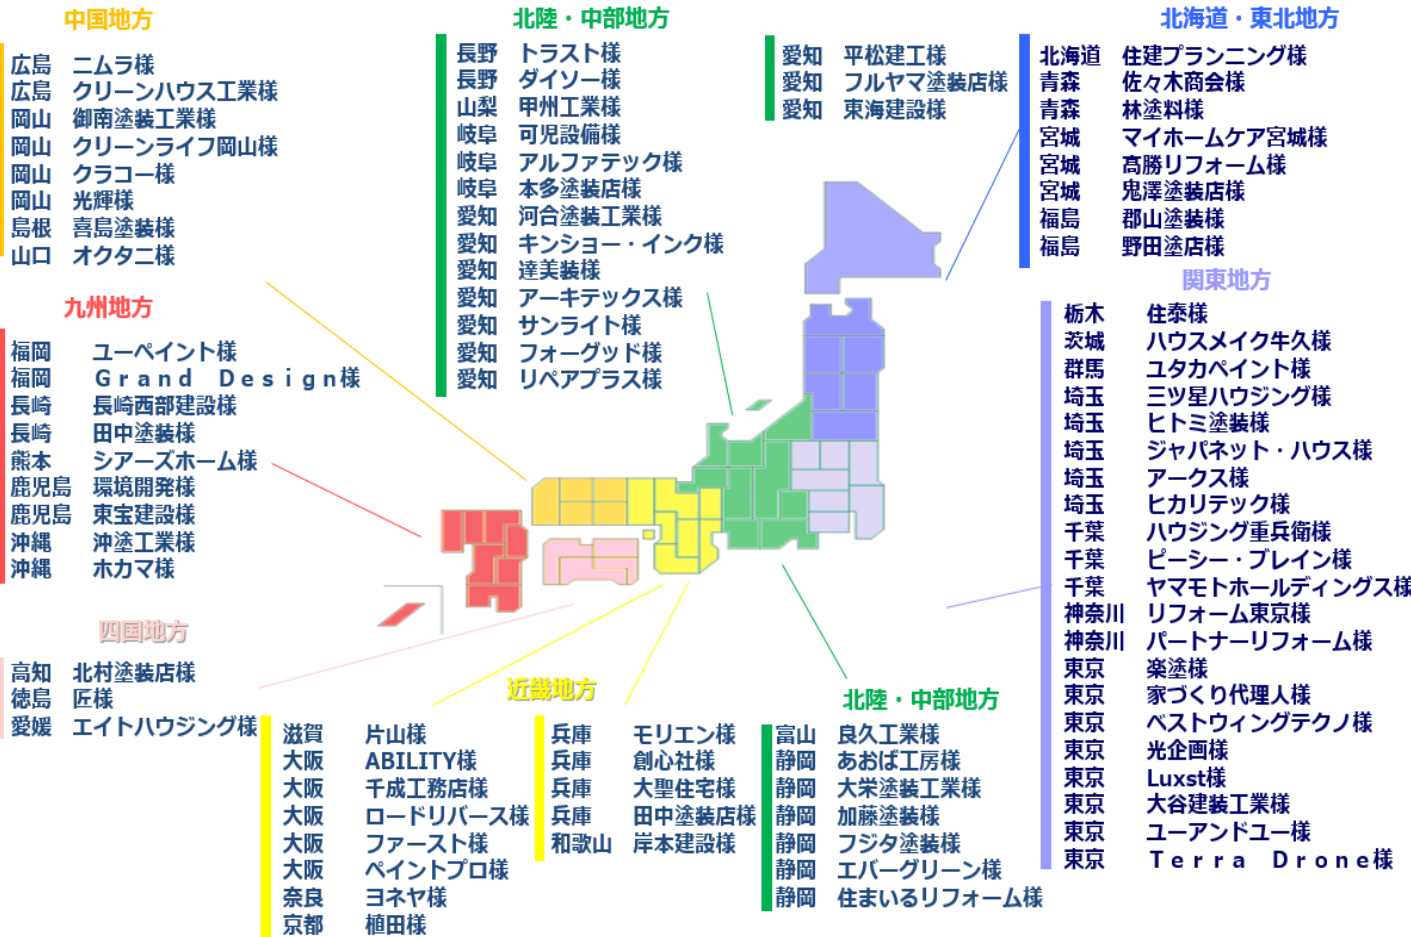 中国地方
広島 ニムラ様
広島 クリーンハウス工業様
岡山 御南塗装工業様
岡山 クリーンライフ岡山様
岡山 クラコー様
岡山 光輝様
島根 喜島塗装様
山口 オクタニ様
九州地方
福岡 ユーペイント様
福岡 Ｇｒａｎｄ Ｄｅｓｉｇｎ様
長崎 長崎西部建設様
長崎 田中塗装様
熊本 シアーズホーム様
鹿児島 環境開発様
鹿児島 東宝建設様
沖縄 沖塗工業様
沖縄 ホカマ様
四国地方
高知 北村塗装店様
徳島 匠様
愛媛 エイトハウジング様
北陸・中部地方
長野 トラスト様
長野 ダイソー様
山梨 甲州工業様
岐阜 可児設備様
岐阜 アルファテック様
岐阜 本多塗装店様
愛知 河合塗装工業様
愛知 キンショー・インク様
愛知 達美装様
愛知 アーキテックス様
愛知 サンライト様
愛知 フォーグッド様
愛知 リペアプラス様
愛知 平松建工様
愛知 フルヤマ塗装店様
愛知 東海建設様
北海道・東北地方
北海道 住建プランニング様
青森 佐々木商会様
青森 林塗料様
宮城 マイホームケア宮城様
宮城 髙勝リフォーム様
宮城 鬼澤塗装店様
福島 郡山塗装様
福島 野田塗店様
関東地方
栃木 住泰様
茨城 ハウスメイク牛久様
群馬 ユタカペイント様
埼玉 三ツ星ハウジング様
埼玉 ヒトミ塗装様
埼玉 ジャパネット・ハウス様
埼玉 アークス様
埼玉 ヒカリテック様
千葉 ハウジング重兵衛様
千葉 ピーシー・ブレイン様
千葉 ヤマモトホールディングス様
神奈川 リフォーム東京様
神奈川 パートナーリフォーム様
東京 楽塗様
東京 家づくり代理人様
東京 ベストウィングテクノ様
東京 光企画様
東京 Luxst様
東京 大谷建装工業様
東京 ユーアンドユー様
東京 Ｔｅｒｒａ Ｄｒｏｎｅ様
近畿地方
滋賀 片山様
大阪 ABILITY様
大阪 千成工務店様
大阪 ロードリバース様
大阪 ファースト様
大阪 ペイントプロ様
奈良 ヨネヤ様
京都 植田様
兵庫 モリエン様
兵庫 創心社様
兵庫 大聖住宅様
兵庫 田中塗装店様
和歌山 岸本建設様
北陸・中部地方
富山 良久工業様
静岡 あおば工房様
静岡 大栄塗装工業様
静岡 加藤塗装様
静岡 フジタ塗装様
静岡 エバーグリーン様
静岡 住まいるリフォーム様